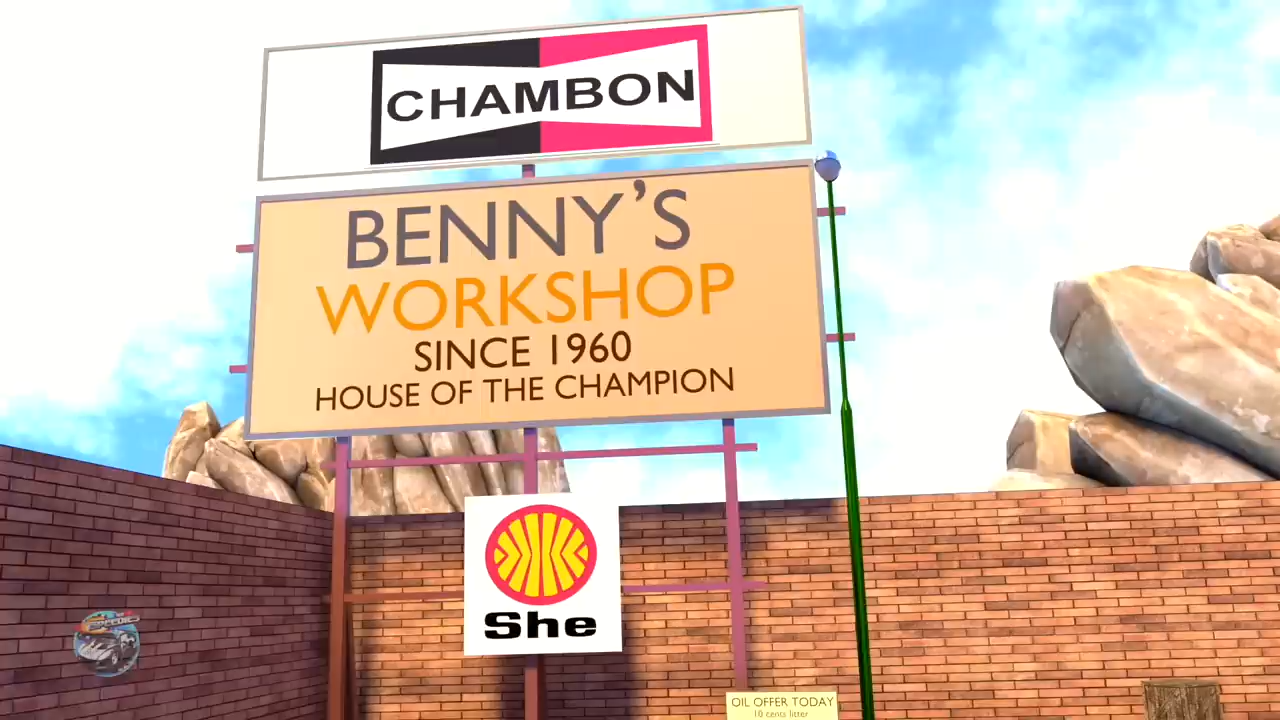 CHAMBON
BENNY'S
WORKSHOP
SINCE 1960
HOUSE OF THE CHAMPION
She
OIL OFFER TODAY
10 cents litter